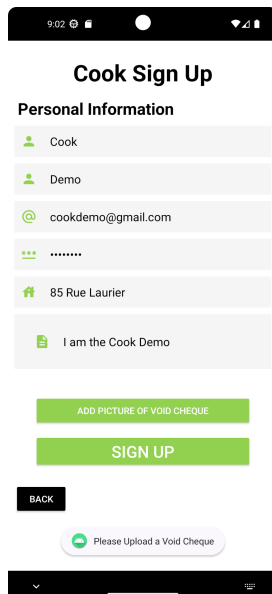 9:02
Cook Sign Up
Personal Information
Cook
Demo
cookdemo@gmail.com
••••••••
85 Rue Laurier
I am the Cook Demo
ADD PICTURE OF VOID CHEQUE
SIGN UP
BACK
Please Upload a Void Cheque